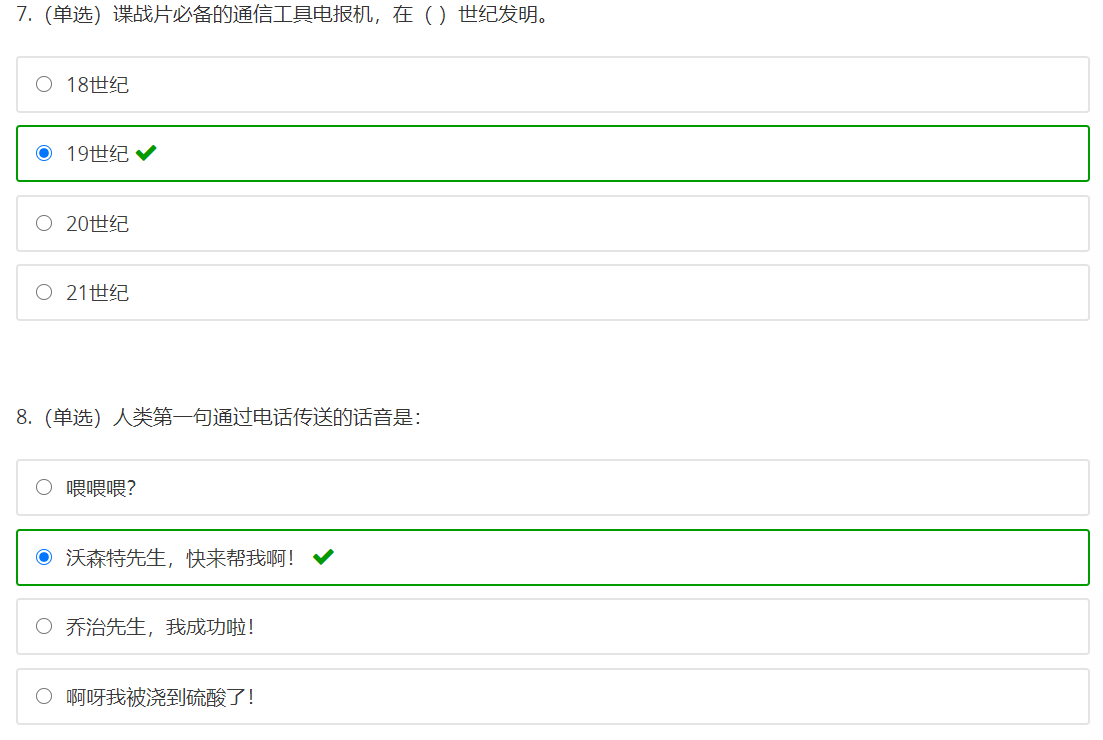 7.（单选）谍战片必备的通信工具电报机，在（ ）世纪发明。
18世纪
19世纪
20世纪
21世纪
8.（单选）人类第一句通过电话传送的话音是：
喂喂喂？
沃森特先生，快来帮我啊！
乔治先生，我成功啦！
啊呀我被浇到硫酸了！